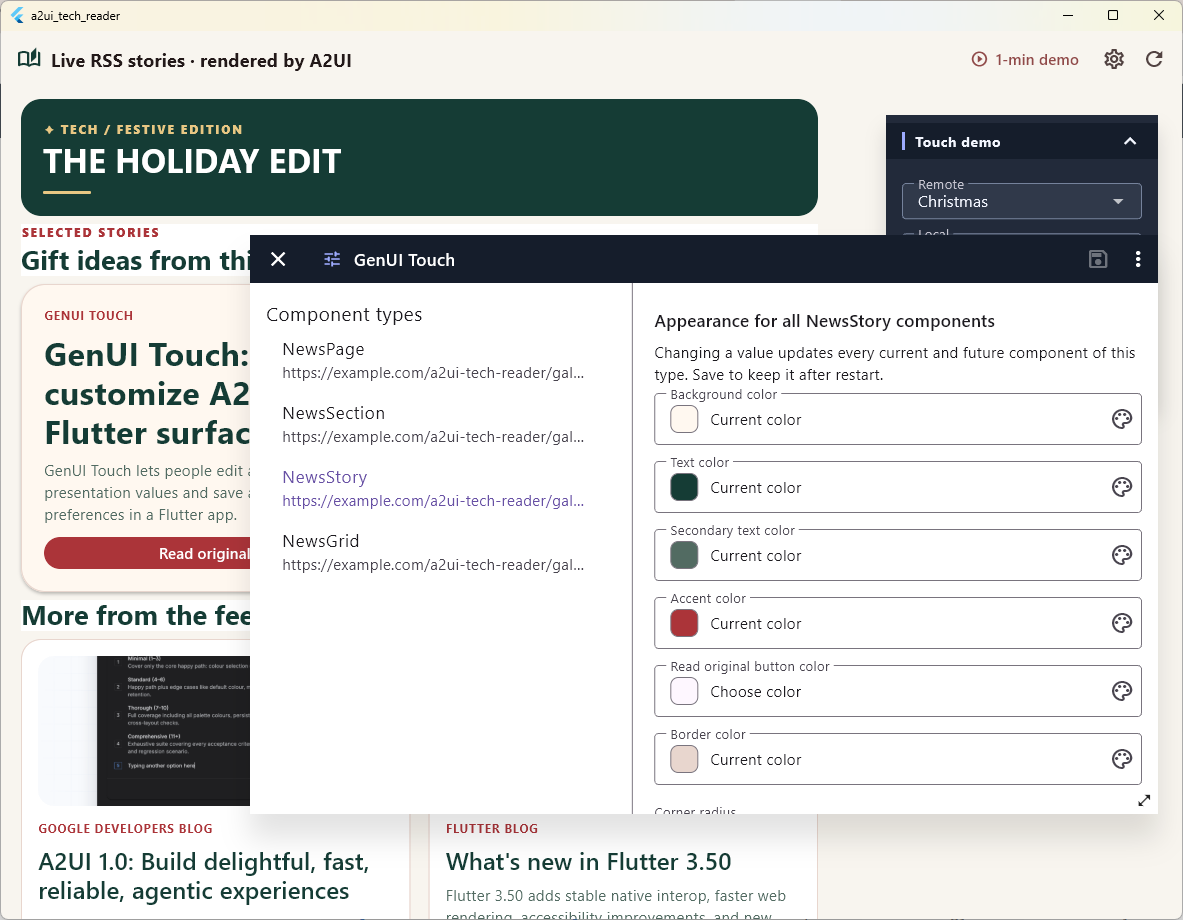 a2ui_tech_reader
Live RSS stories · rendered by A2UI
1-min demo
✦ TECH / FESTIVE EDITION
THE HOLIDAY EDIT
Touch demo
Remote
Christmas
Local
SELECTED STORIES
Gift ideas from thi
GENUI TOUCH
GenUI Touch:
customize A2
Flutter surfac
GenUI Touch lets people edit
presentation values and save
preferences in a Flutter app.
Read original
More from the fee
Minimal (1–3)
Cover only the core happy path: colour selection
2 Standard (4–6)
Happy path plus edge cases like default colour,
retention.
3 Thorough (7–10)
Full coverage including all palette colours,
cross-layout checks.
4 Comprehensive (11+)
Exhaustive suite covering every acceptance
and regression scenario.
5 Typing another option here
GOOGLE DEVELOPERS BLOG
A2UI 1.0: Build delightful, fast,
reliable, agentic experiences
FLUTTER BLOG
What's new in Flutter 3.50
Flutter 3.50 adds stable native interop, faster web
rendering, accessibility improvements, and new
GenUI Touch
Component types
NewsPage
https://example.com/a2ui-tech-reader/gal...
NewsSection
https://example.com/a2ui-tech-reader/gal...
NewsStory
https://example.com/a2ui-tech-reader/gal...
NewsGrid
https://example.com/a2ui-tech-reader/gal...
Appearance for all NewsStory components
Changing a value updates every current and future component of this
type. Save to keep it after restart.
Background color
Current color
Text color
Current color
Secondary text color
Current color
Accent color
Current color
Read original button color
Choose color
Border color
Current color
Corner radius